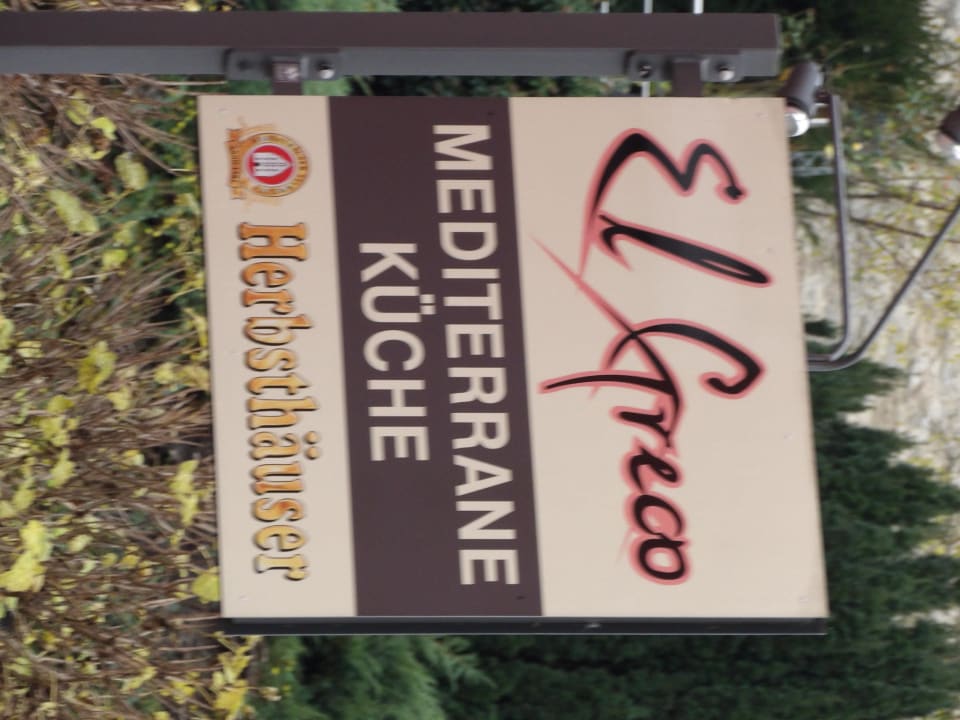 El Greco
MEDITERRANE
KÜCHE
Herbsthäuser